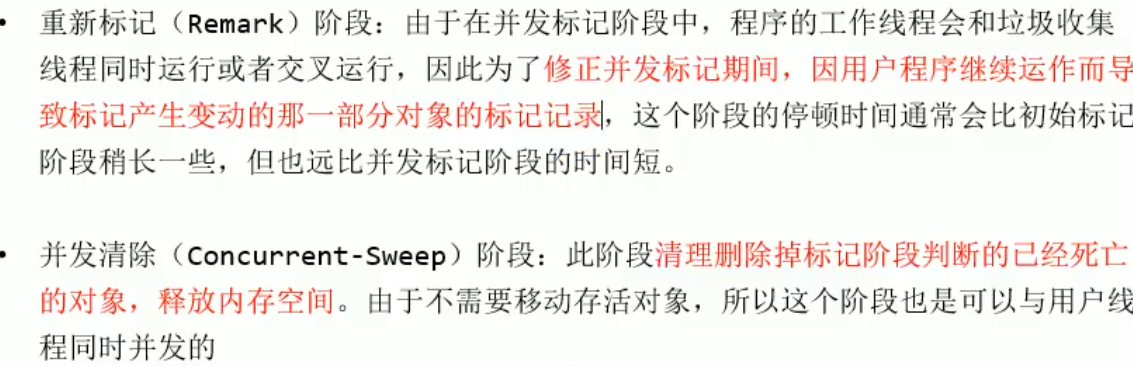 • 重新标记（Remark）阶段：由于在并发标记阶段中，程序的工作线程会和垃圾收集
线程同时运行或者交叉运行，因此为了修正并发标记期间，因用户程序继续运作而导
致标记产生变动的那一部分对象的标记记录，这个阶段的停顿时间通常会比初始标记
阶段稍长一些，但也远比并发标记阶段的时间短。
• 并发清除（Concurrent-Sweep）阶段：此阶段清理删除掉标记阶段判断的已经死亡
的对象，释放内存空间。由于不需要移动存活对象，所以这个阶段也是可以与用户线
程同时并发的